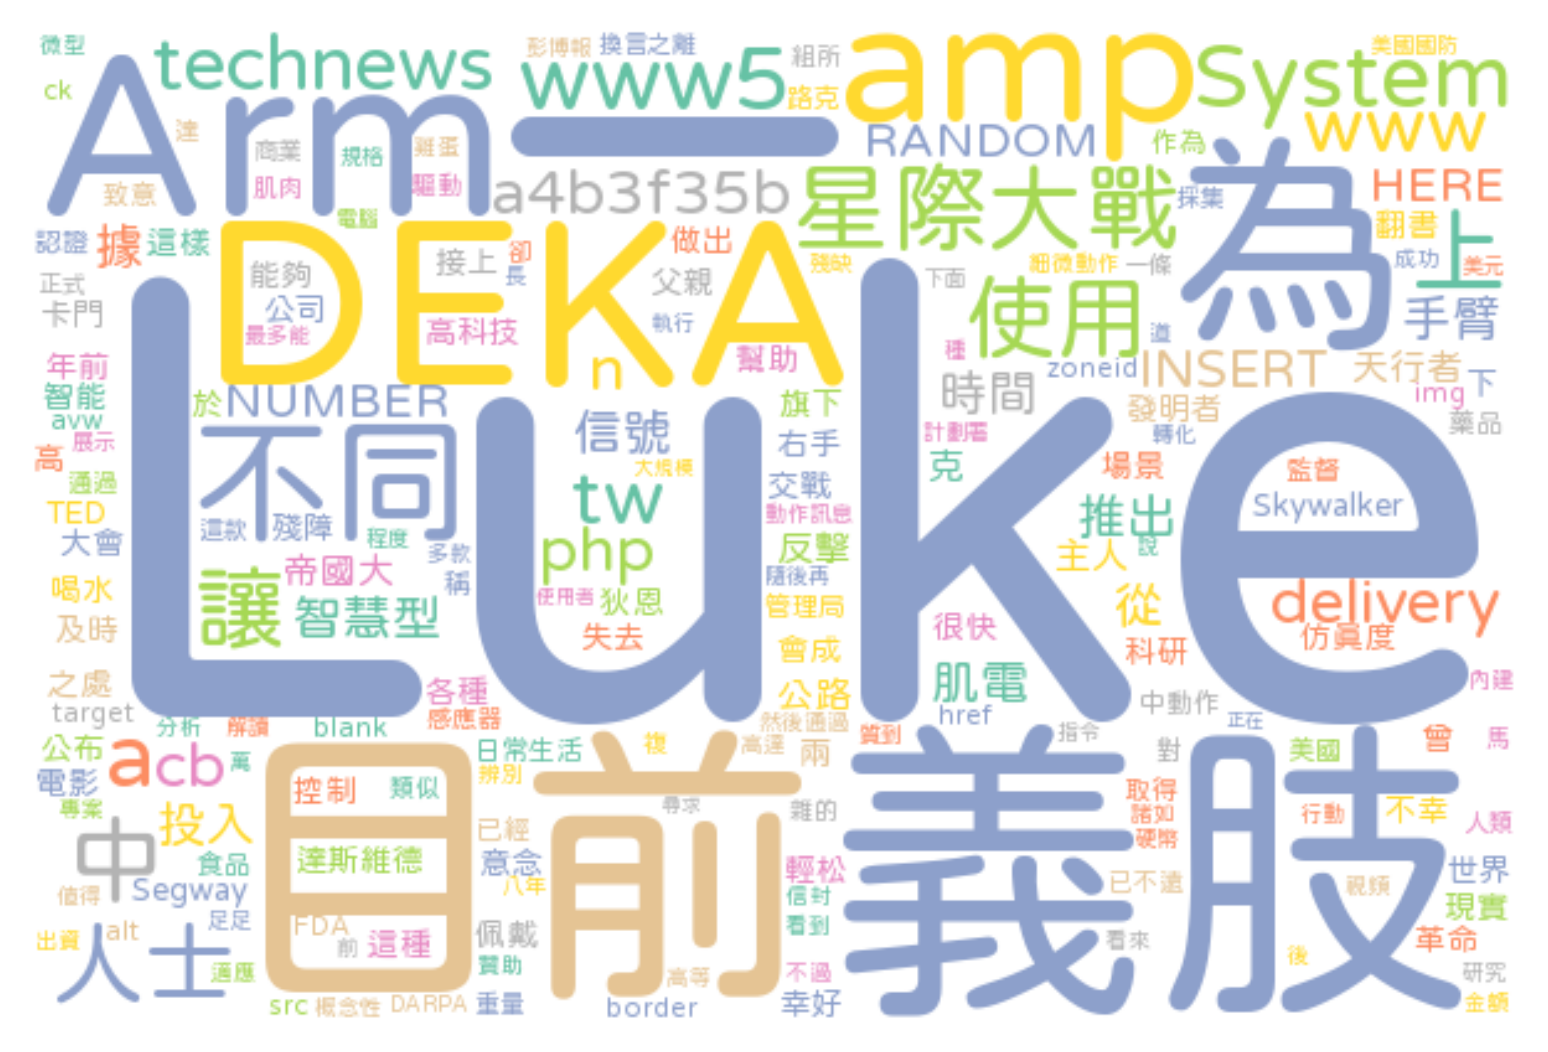 微型
technews
彭博報
換言之離
組所
amp
System
美國國防
ck
Arm
www5
路克
www
達
商業
規格
雞蛋
一
RANDOM
作為
為
致意
肌肉
驅動
a4b3f35b
星際大戰
採集
HERE
認證
據
這樣
電腦
DEKA
接上
卻
長
做出
殘缺
細微動作
一條
翻書
上
成功
美元
正式
卡門
能夠
公司
最多能
高科技
父親
執行
下面
使用
道
手臂
年前
智能
avw
n
幫助
種
時間
zoneid
INSERT
天行者
img
下
於
NUMBER
信號
旗下
發明者
藥品
高
展示
通過
不同
大規模
右手
計劃署
克
轉化
場景
監督
TED
大會
這款
殘障
程度
多款
稱
tw
交戰
動作訊息
推出
說
Skywalker
Luke
喝水
及時
讓
帝國大
智慧型
php
使用者
狄恩
失去
反擊
隨後再
管理局
主人
從
delivery
仿真度
之處
target
各種
感應器
會成
公路
很快
肌電
科研
中動作
內建
分析
解讀
blank
然後通過
href
正在
公布
電影
a
cb
萬
目前
日常生活
辨別
複
高達
兩
質到
義肢
指令
對
美國
曾
馬
專案
控制
類似
尋求
雜的
取得
諸如
硬幣
行動
不幸
人類
中
投入
食品
達斯維德
已經
意念
八年
輕松
信封
看到
已不遠
視頻
世界
值得
Segway
足足
現實
出資
alt
人士
適應
FDA
前
這種
佩戴
贊助
看來
後
革命
src
概念性
DARPA
重量
border
高等
不過
幸好
研究
金額